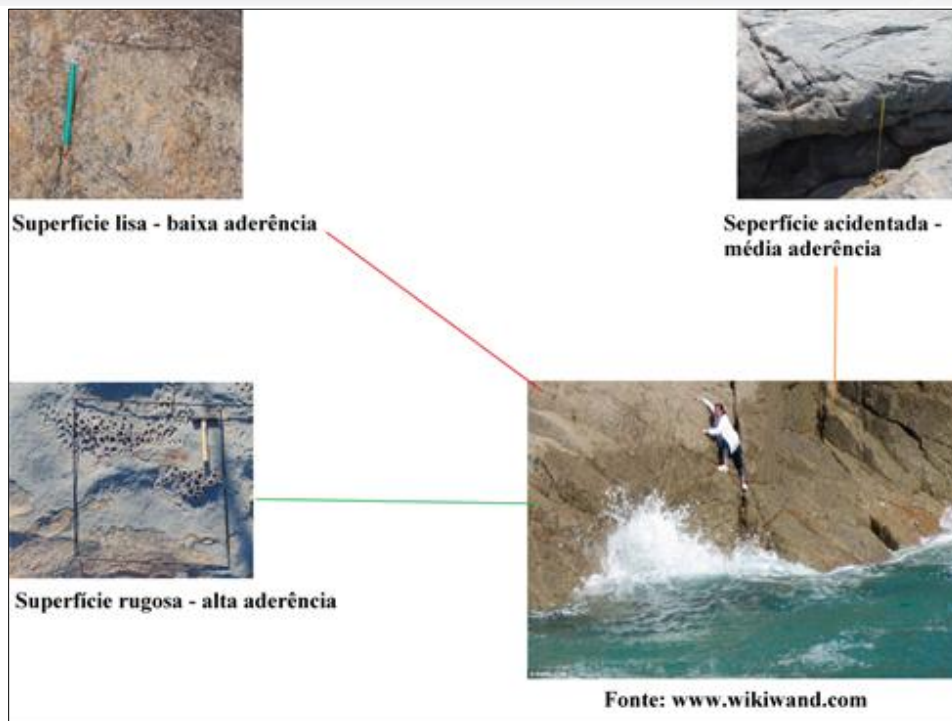 Superfície lisa - baixa aderência
Seperfície acidentada -
média aderência
Superfície rugosa - alta aderência
Fonte: www.wikiwand.com